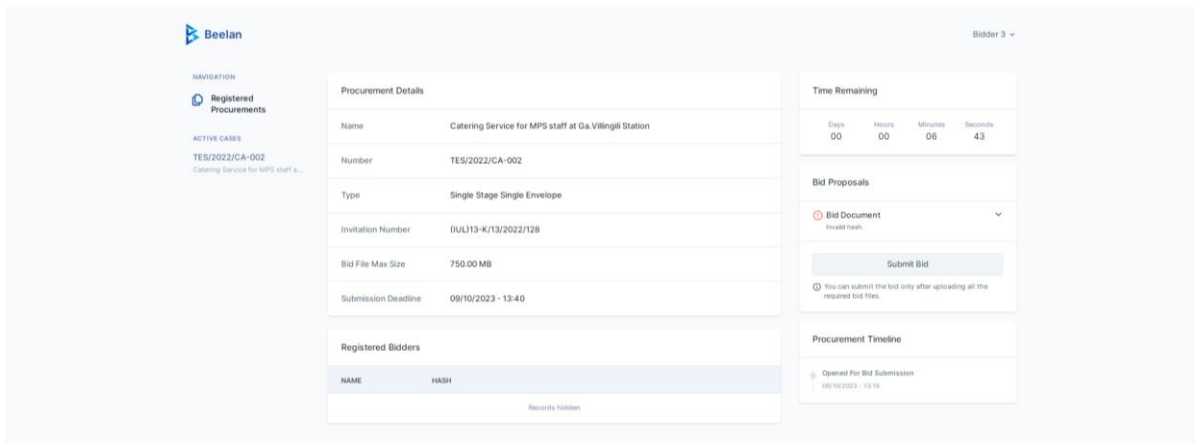 Beelan
Bidder 3
NAVIGATION
Registered
Procurements
ACTIVE CASES
TES/2022/CA-002
Catering Service for MPS staff a...
Procurement Details
Name Catering Service for MPS staff at Ga.Villingili Station
Number TES/2022/CA-002
Type Single Stage Single Envelope
Invitation Number (IUL)13-K/13/2022/128
Bid File Max Size 750.00 MB
Submission Deadline 09/10/2023 - 13:40
Registered Bidders
NAME HASH
Records hidden
Time Remaining
Days Hours Minutes Seconds
00 00 06 43
Bid Proposals
Bid Document
Invalid hash.
Submit Bid
You can submit the bid only after uploading all the
required bid files.
Procurement Timeline
Opened For Bid Submission
09/10/2023 - 13:19